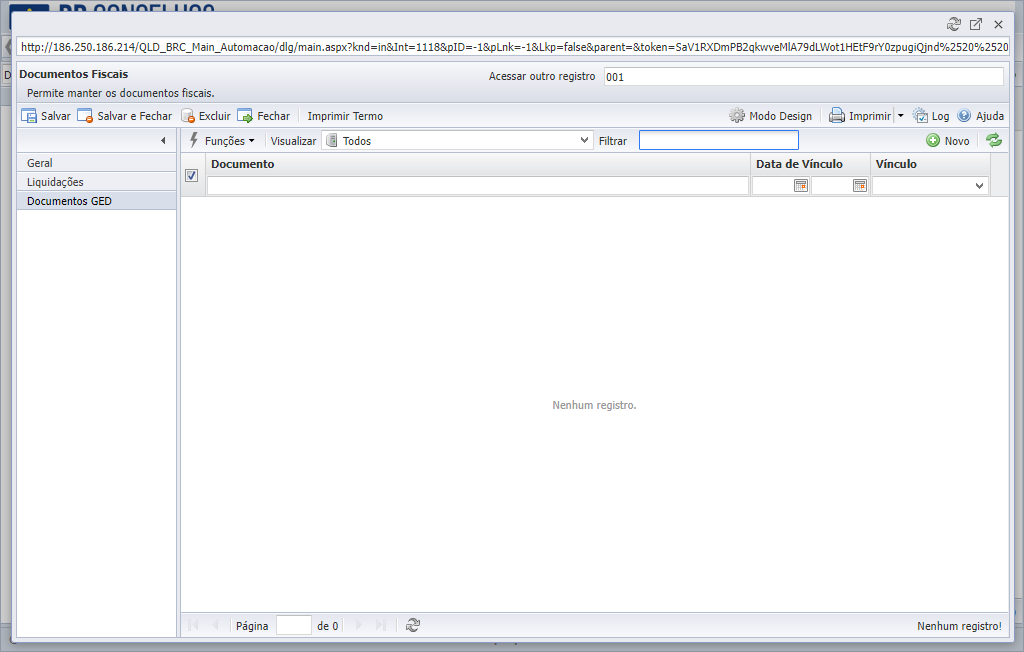 BR CONSELHOS
http://186.250.186.214/QLD_BRC_Main_Automacao/dlg/main.aspx?knd=in&Int=1118&pID=-1&pLnk=-1&Lkp=false&parent=&token=SaV1RXDmPB2qkwveMlA79dLWot1HEtF9rY0zpugiQjnd%2520%2520
Documentos Fiscais
Acessar outro registro 001
Permite manter os documentos fiscais.
Salvar Salvar e Fechar Excluir Fechar Imprimir Termo Modo Design Imprimir Log Ajuda
Funções Visualizar Todos Filtrar Novo
Geral
Liquidações
Documentos GED
Documento Data de Vínculo Vínculo
Nenhum registro.
Página de 0 Nenhum registro!